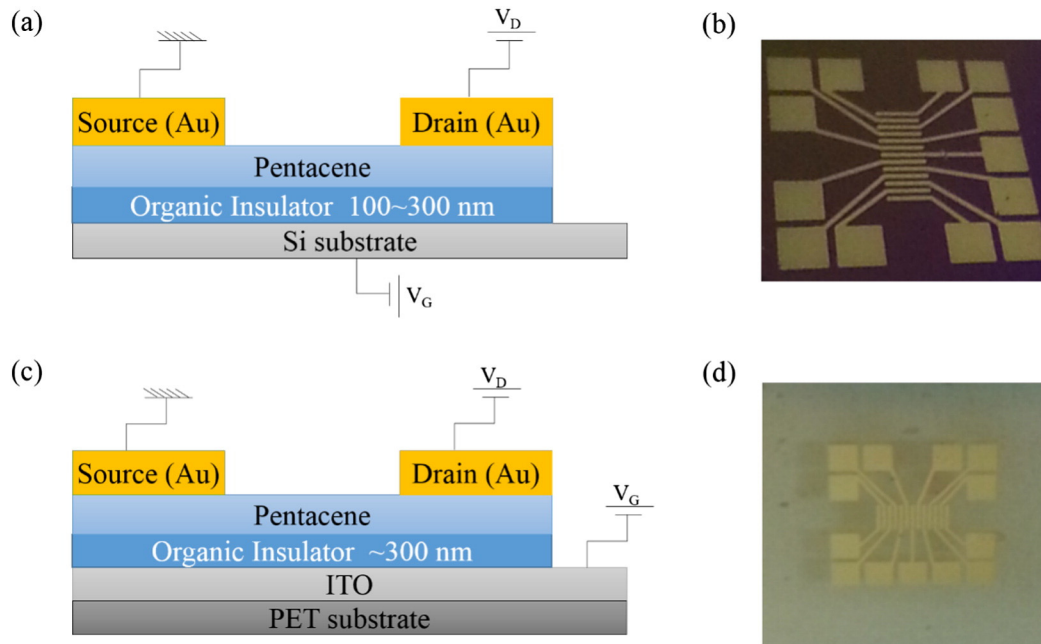 (a)
V_D
(b)
Source (Au)
Drain (Au)
Pentacene
Organic Insulator 100~300 nm
Si substrate
V_G
(c)
V_D
(d)
Source (Au)
Drain (Au)
V_G
Pentacene
Organic Insulator ~300 nm
ITO
PET substrate